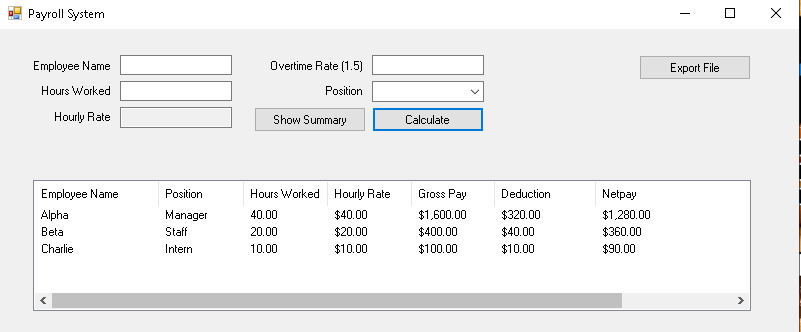 Payroll System
Employee Name
Overtime Rate (1.5)
Export File
Hours Worked
Position
Hourly Rate
Show Summary
Calculate
Employee Name Position Hours Worked Hourly Rate Gross Pay Deduction Netpay
Alpha Manager 40.00 $40.00 $1,600.00 $320.00 $1,280.00
Beta Staff 20.00 $20.00 $400.00 $40.00 $360.00
Charlie Intern 10.00 $10.00 $100.00 $10.00 $90.00